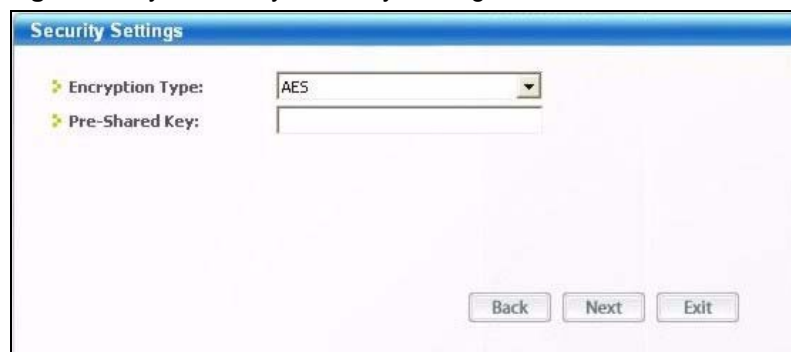 Security Settings
Encryption Type: AES
Pre-Shared Key:
Back Next Exit